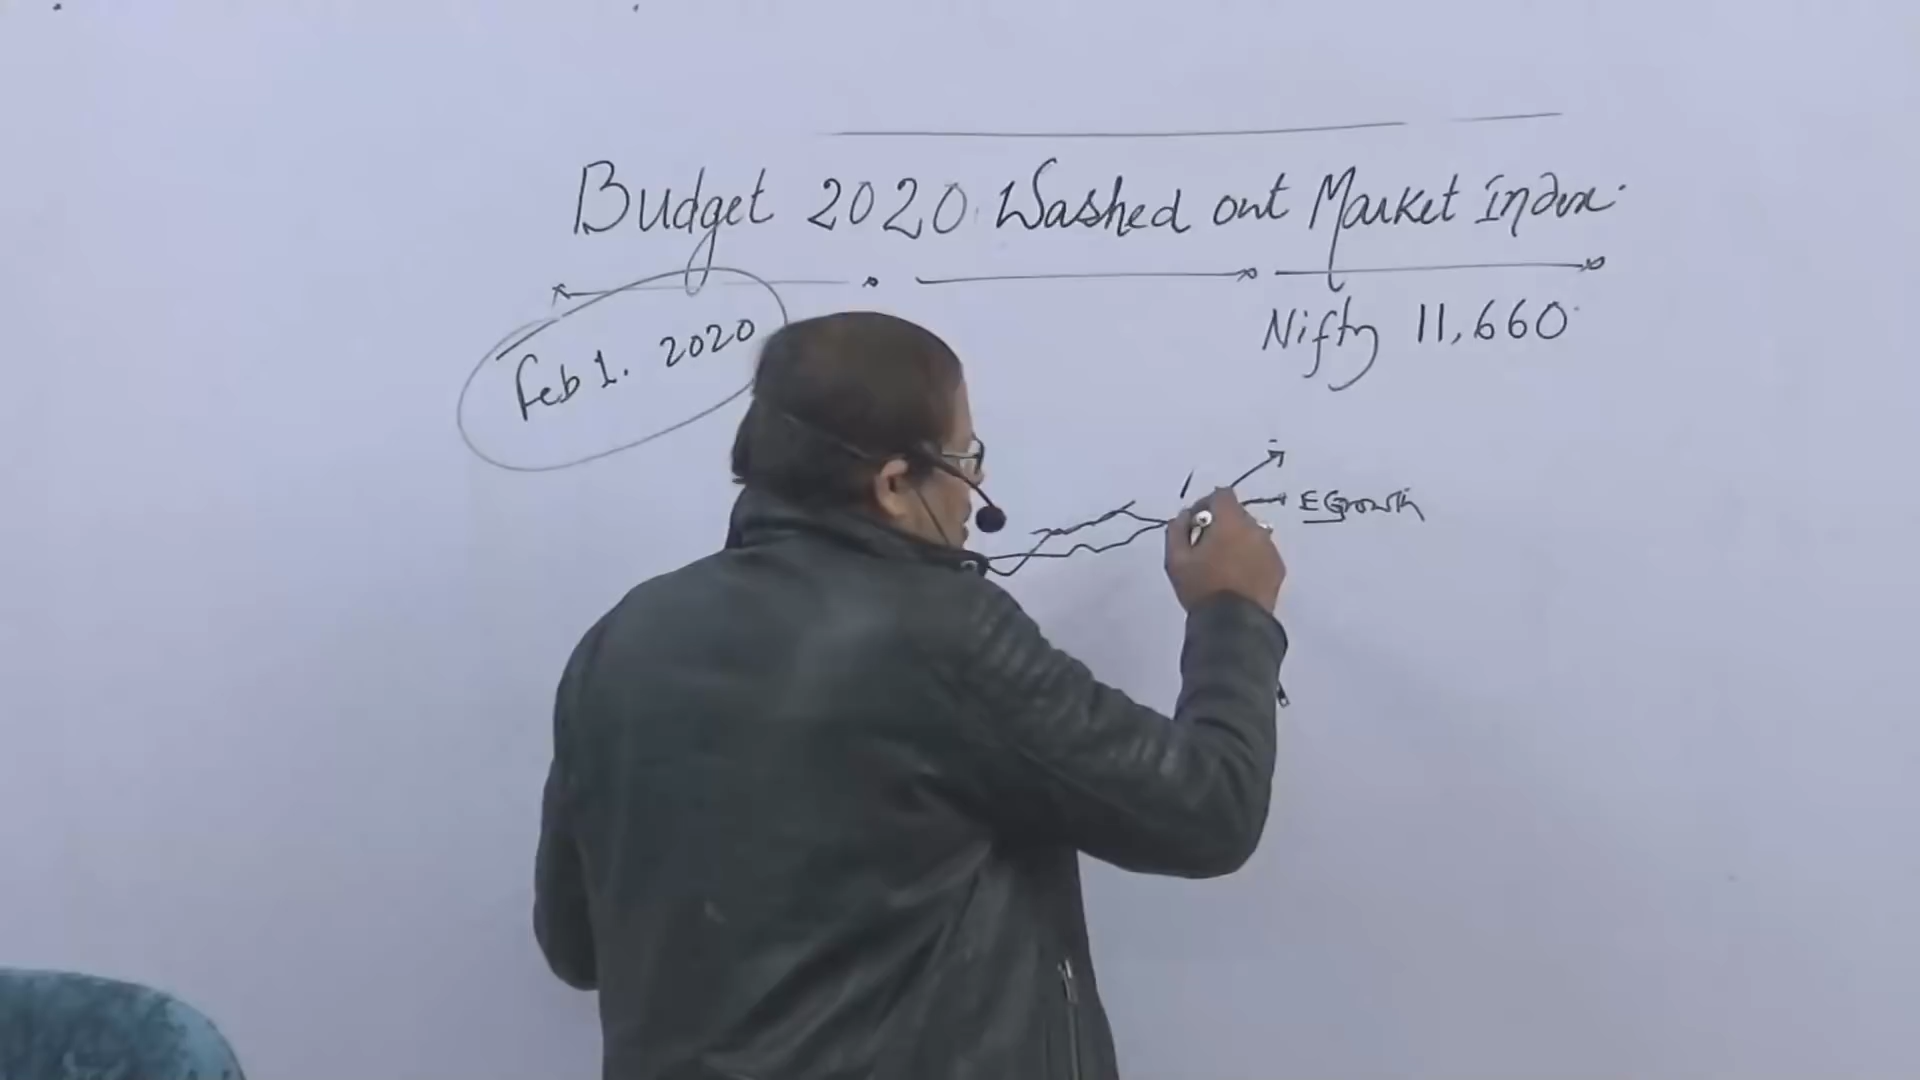 Budget 2020 Washed out Market Index.
Feb 1. 2020
Nifty 11,660
E Growth